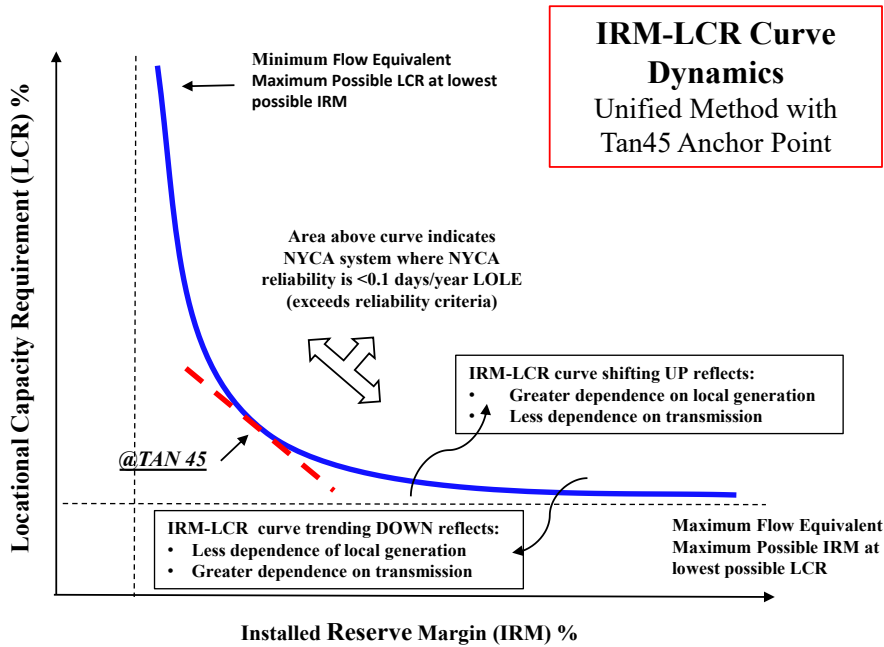 IRM-LCR Curve
Dynamics
Unified Method with
Tan45 Anchor Point
Locational Capacity Requirement (LCR) %
Minimum Flow Equivalent
Maximum Possible LCR at lowest
possible IRM
Area above curve indicates
NYCA system where NYCA
reliability is <0.1 days/year LOLE
(exceeds reliability criteria)
IRM-LCR curve shifting UP reflects:
• Greater dependence on local generation
• Less dependence on transmission
@TAN 45
IRM-LCR curve trending DOWN reflects:
• Less dependence of local generation
• Greater dependence on transmission
Maximum Flow Equivalent
Maximum Possible IRM at
lowest possible LCR
Installed Reserve Margin (IRM) %